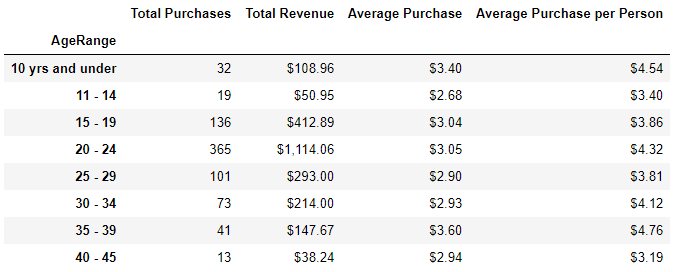 Total Purchases Total Revenue Average Purchase Average Purchase per Person
AgeRange
10 yrs and under 32 $108.96 $3.40 $4.54
11 - 14 19 $50.95 $2.68 $3.40
15 - 19 136 $412.89 $3.04 $3.86
20 - 24 365 $1,114.06 $3.05 $4.32
25 - 29 101 $293.00 $2.90 $3.81
30 - 34 73 $214.00 $2.93 $4.12
35 - 39 41 $147.67 $3.60 $4.76
40 - 45 13 $38.24 $2.94 $3.19